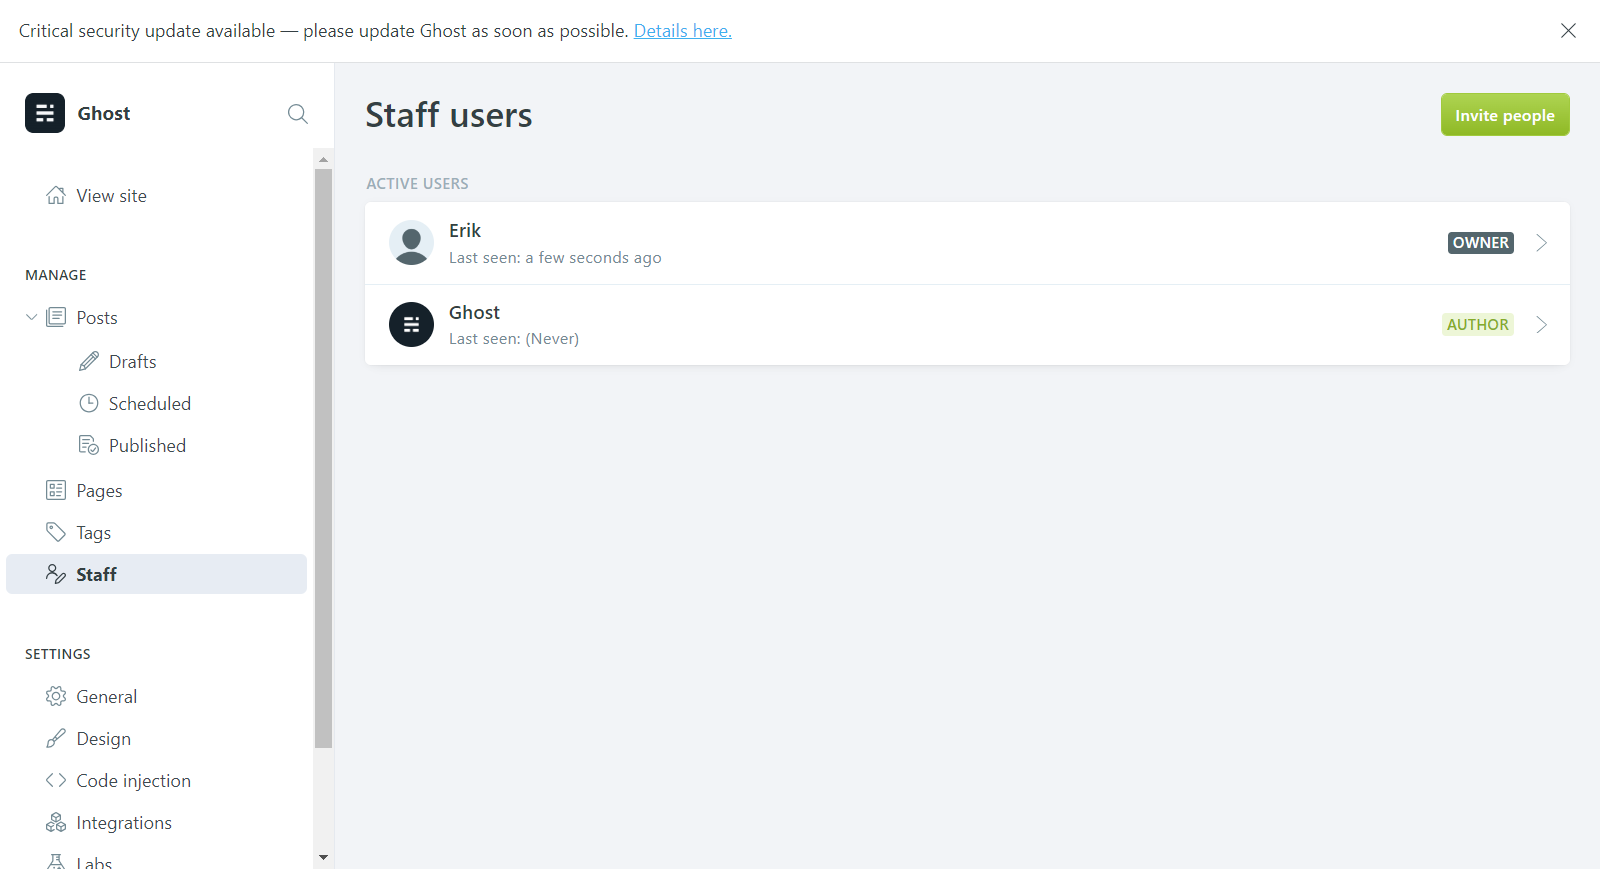 Critical security update available — please update Ghost as soon as possible. Details here.
Ghost
View site
MANAGE
Posts
Drafts
Scheduled
Published
Pages
Tags
Staff
SETTINGS
General
Design
Code injection
Integrations
Labs
Staff users
Invite people
ACTIVE USERS
Erik
Last seen: a few seconds ago
OWNER
Ghost
Last seen: (Never)
AUTHOR